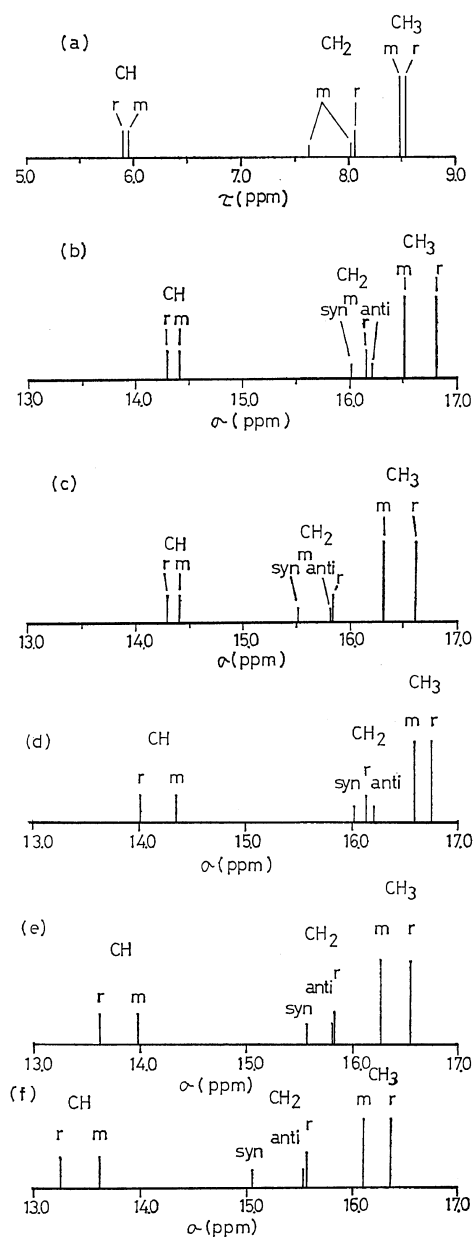 (a)
CH
CH2
CH3
r m
m r
m r
5.0 6.0 7.0 8.0 9.0
τ(ppm)
(b)
CH
CH2
CH3
r m
syn m anti
r
m r
13.0 14.0 15.0 16.0 17.0
σ(ppm)
(c)
CH
CH2
CH3
r m
syn m anti
r
m r
13.0 14.0 15.0 16.0 17.0
σ(ppm)
(d)
CH
CH2
CH3
r m
syn r anti
m r
13.0 14.0 15.0 16.0 17.0
σ(ppm)
(e)
CH
CH2
CH3
r m
syn anti r
m r
13.0 14.0 15.0 16.0 17.0
σ(ppm)
(f)
CH
CH2
CH3
r m
syn anti r
m r
13.0 14.0 15.0 16.0 17.0
σ(ppm)